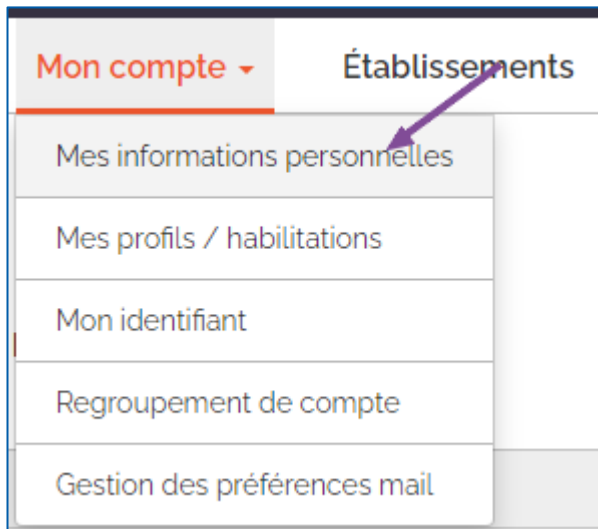 Mon compte Établissements
Mes informations personnelles
Mes profils / habilitations
Mon identifiant
Regroupement de compte
Gestion des préférences mail